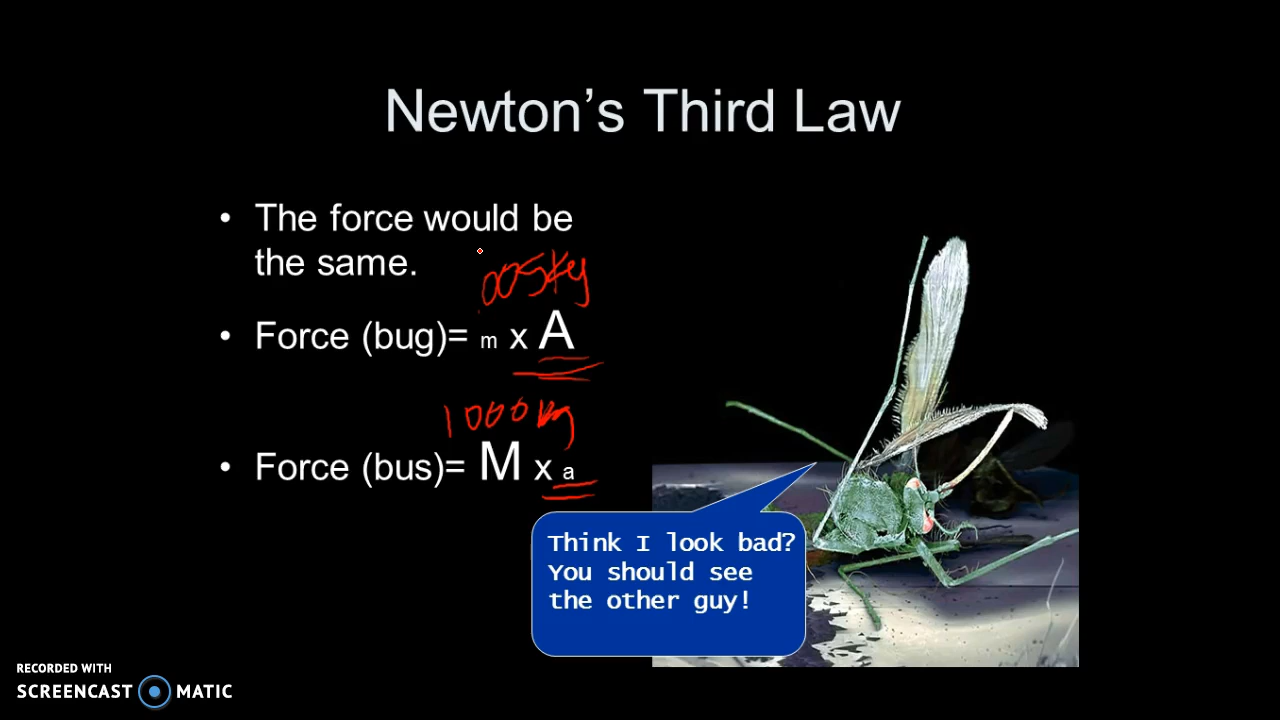 Newton’s Third Law
• The force would be
the same.
.005kg
• Force (bug)= m x A
1000kg
• Force (bus)= M x a
Think I look bad?
You should see
the other guy!
RECORDED WITH
SCREENCAST MATIC